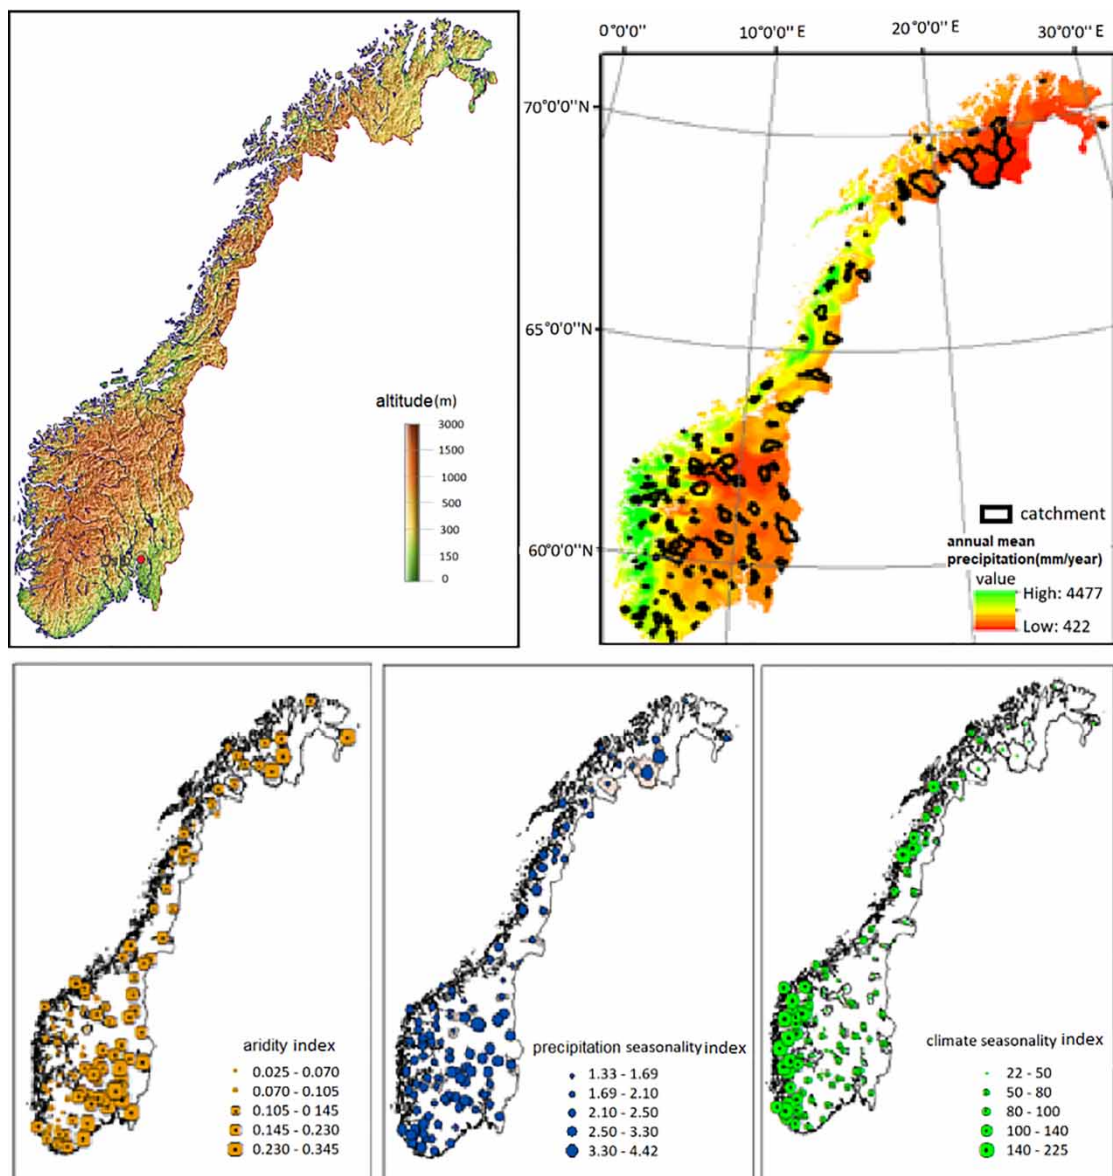 altitude(m)
3000
1500
1000
500
300
150
0
0°0'0'' 10°0'0'' E 20°0'0'' E 30°0'0'' E
70°0'0''N
65°0'0''N
60°0'0''N
catchment
annual mean
precipitation(mm/year)
value
High: 4477
Low: 422
aridity index
0.025 - 0.070
0.070 - 0.105
0.105 - 0.145
0.145 - 0.230
0.230 - 0.345
precipitation seasonality index
1.33 - 1.69
1.69 - 2.10
2.10 - 2.50
2.50 - 3.30
3.30 - 4.42
climate seasonality index
22 - 50
50 - 80
80 - 100
100 - 140
140 - 225